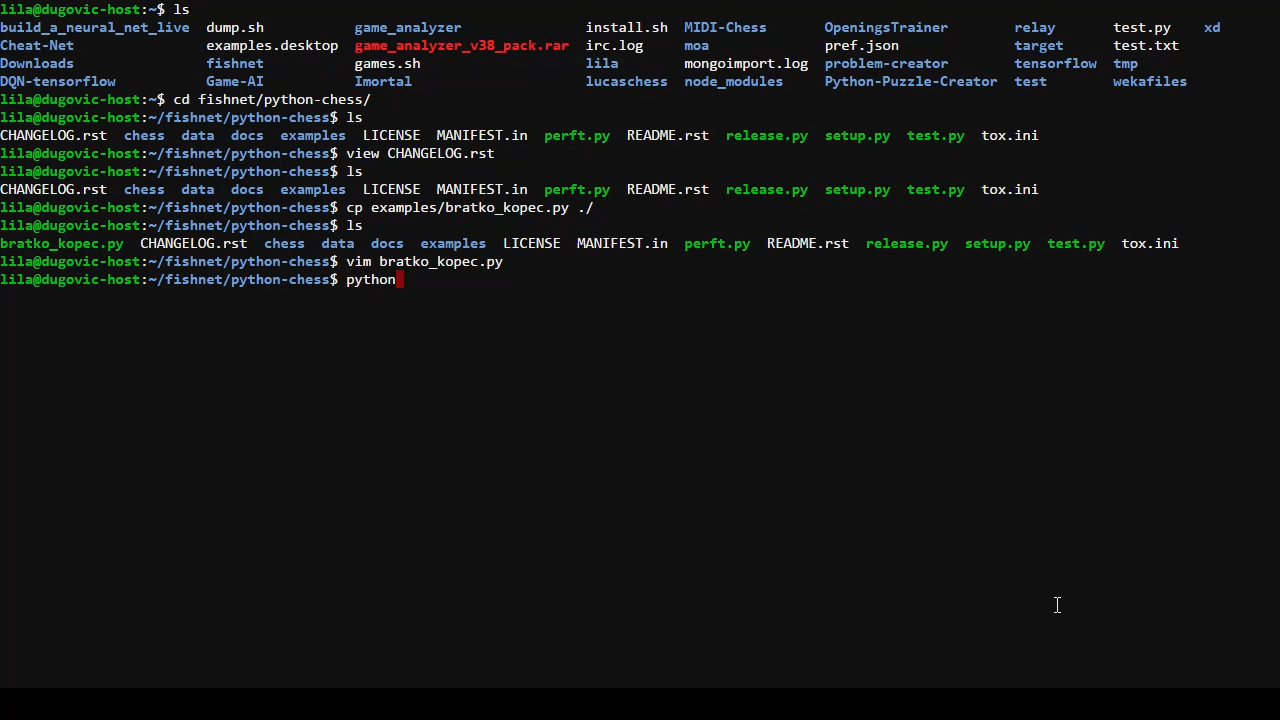 lila@dugovic-host:~$ ls
build_a_neural_net_live dump.sh game_analyzer install.sh MIDI-Chess OpeningsTrainer relay test.py xd
Cheat-Net examples.desktop game_analyzer_v38_pack.rar irc.log moa pref.json target test.txt
Downloads fishnet games.sh lila mongoimport.log problem-creator tensorflow tmp
DQN-tensorflow Game-AI Imortal lucaschess node_modules Python-Puzzle-Creator test wekafiles
lila@dugovic-host:~$ cd fishnet/python-chess/
lila@dugovic-host:~/fishnet/python-chess$ ls
CHANGELOG.rst chess data docs examples LICENSE MANIFEST.in perft.py README.rst release.py setup.py test.py tox.ini
lila@dugovic-host:~/fishnet/python-chess$ view CHANGELOG.rst
lila@dugovic-host:~/fishnet/python-chess$ ls
CHANGELOG.rst chess data docs examples LICENSE MANIFEST.in perft.py README.rst release.py setup.py test.py tox.ini
lila@dugovic-host:~/fishnet/python-chess$ cp examples/bratko_kopec.py ./
lila@dugovic-host:~/fishnet/python-chess$ ls
bratko_kopec.py CHANGELOG.rst chess data docs examples LICENSE MANIFEST.in perft.py README.rst release.py setup.py test.py tox.ini
lila@dugovic-host:~/fishnet/python-chess$ vim bratko_kopec.py
lila@dugovic-host:~/fishnet/python-chess$ python